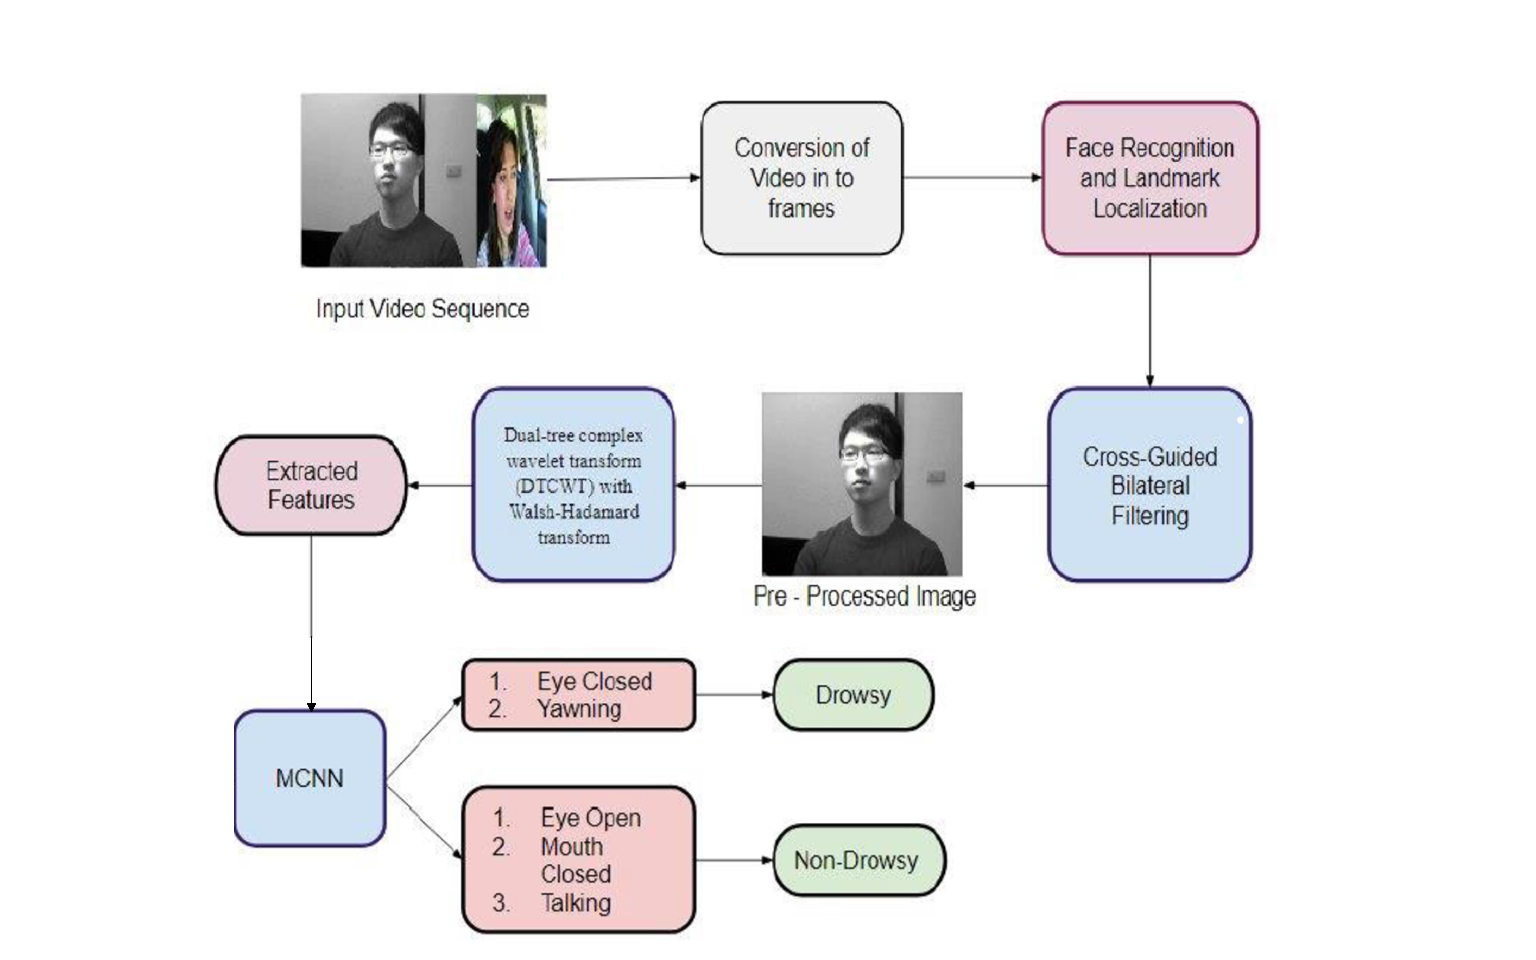 Conversion of
Video in to
frames
Face Recognition
and Landmark
Localization
Input Video Sequence
Extracted
Features
Dual-tree complex
wavelet transform
(DTCWT) with
Walsh-Hadamard
transform
Pre - Processed Image
Cross-Guided
Bilateral
Filtering
MCNN
1. Eye Closed
2. Yawning
Drowsy
1. Eye Open
2. Mouth
Closed
3. Talking
Non-Drowsy